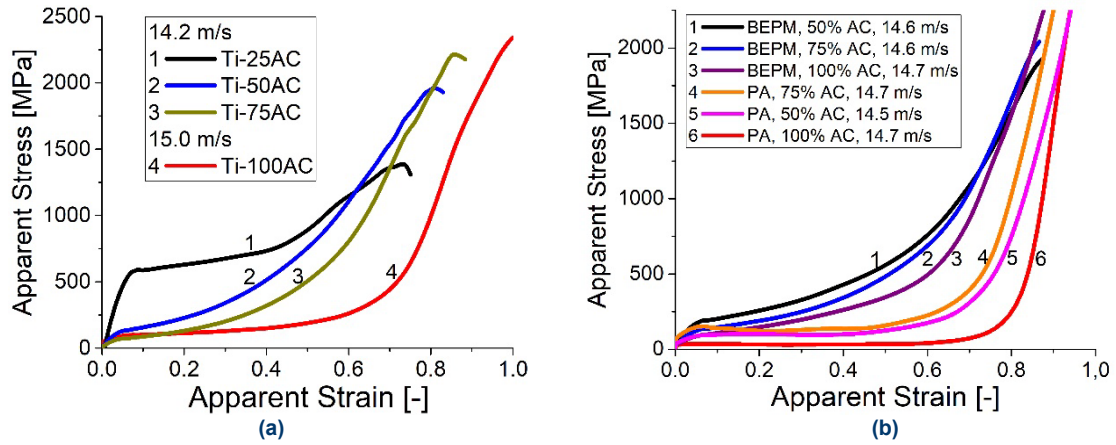 2500
2000
1500
1000
500
0
Apparent Stress [MPa]
14.2 m/s
1 Ti-25AC
2 Ti-50AC
3 Ti-75AC
15.0 m/s
4 Ti-100AC
1
2
3
4
0.0 0.2 0.4 0.6 0.8 1.0
Apparent Strain [-]
(a)
2000
1500
1000
500
0
Apparent Stress [MPa]
1 BEPM, 50% AC, 14.6 m/s
2 BEPM, 75% AC, 14.6 m/s
3 BEPM, 100% AC, 14.7 m/s
4 PA, 75% AC, 14.7 m/s
5 PA, 50% AC, 14.5 m/s
6 PA, 100% AC, 14.7 m/s
1
2 3 4 5 6
0.0 0.2 0.4 0.6 0.8 1,0
Apparent Strain [-]
(b)